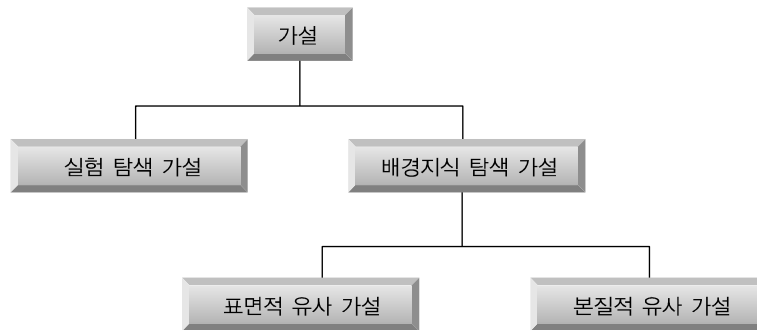 가설
실험 탐색 가설
배경지식 탐색 가설
표면적 유사 가설
본질적 유사 가설